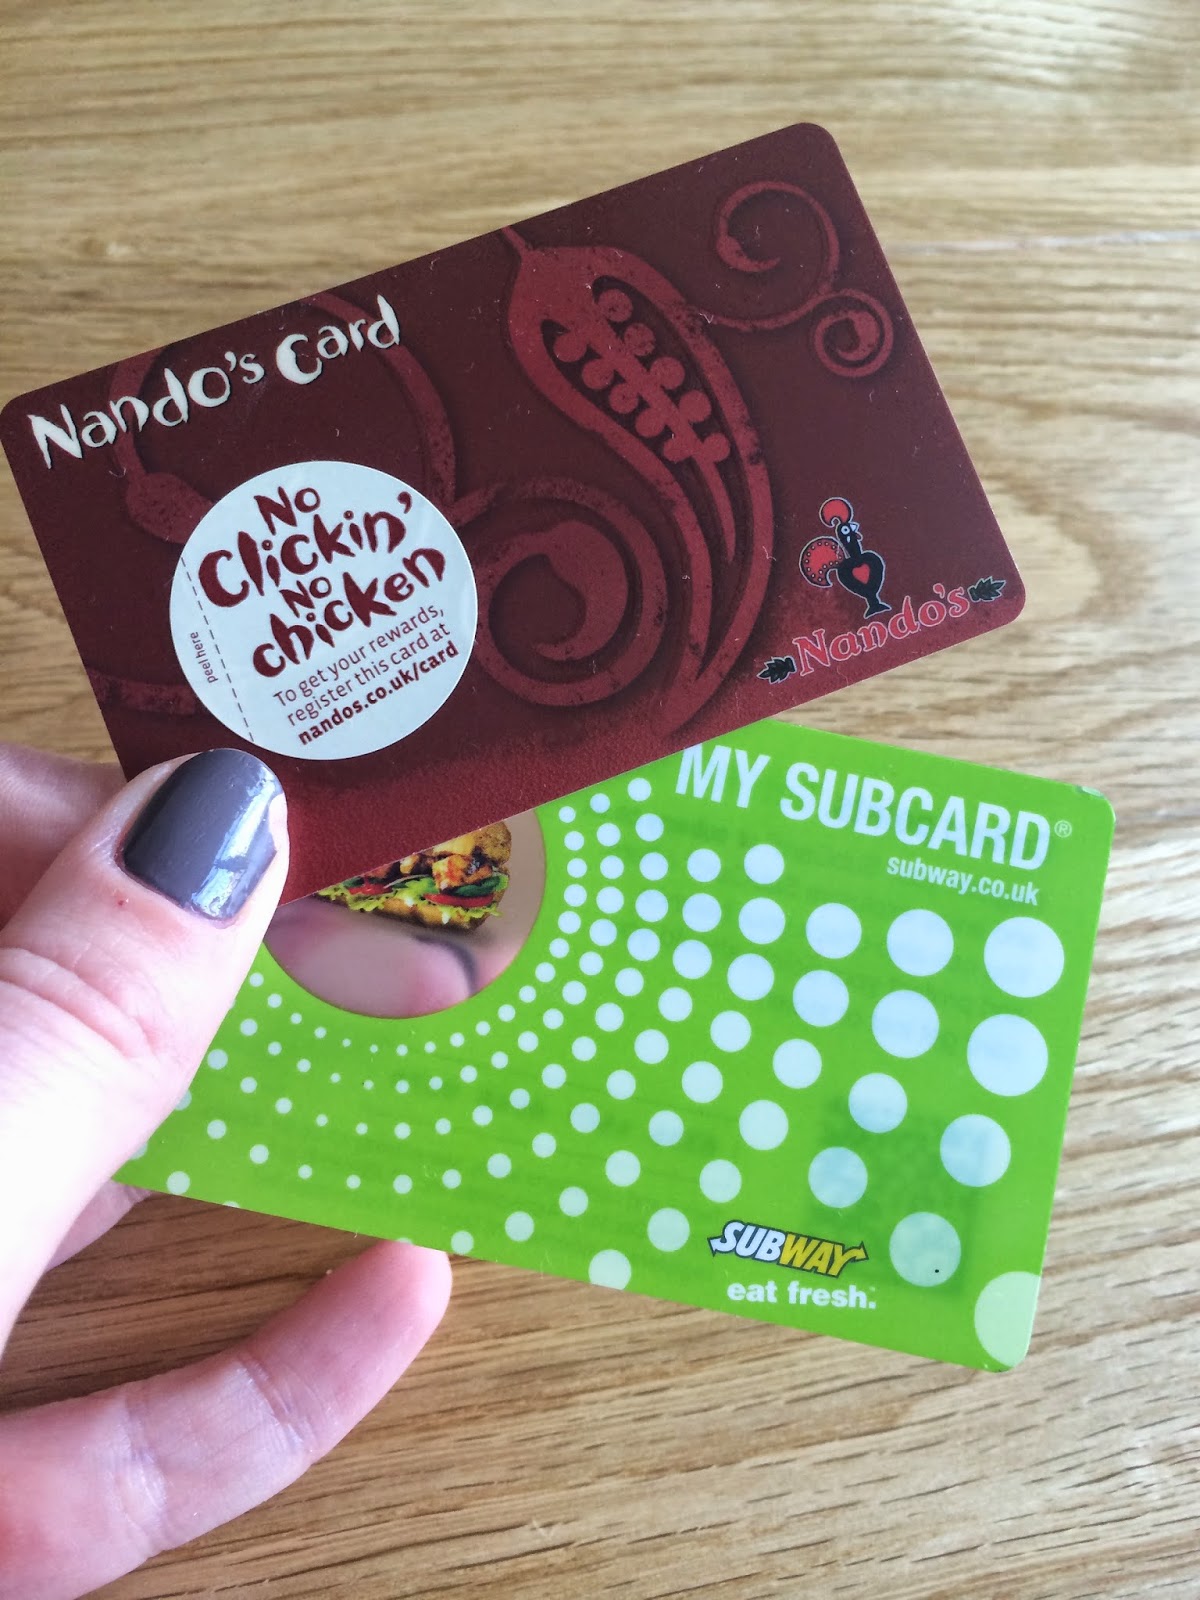 Nando's Card
No
Clickin'
No
chicken
To get your rewards,
register this card at
nandos.co.uk/card
peel here
Nando's
MY SUBCARD®
subway.co.uk
SUBWAY
eat fresh.™